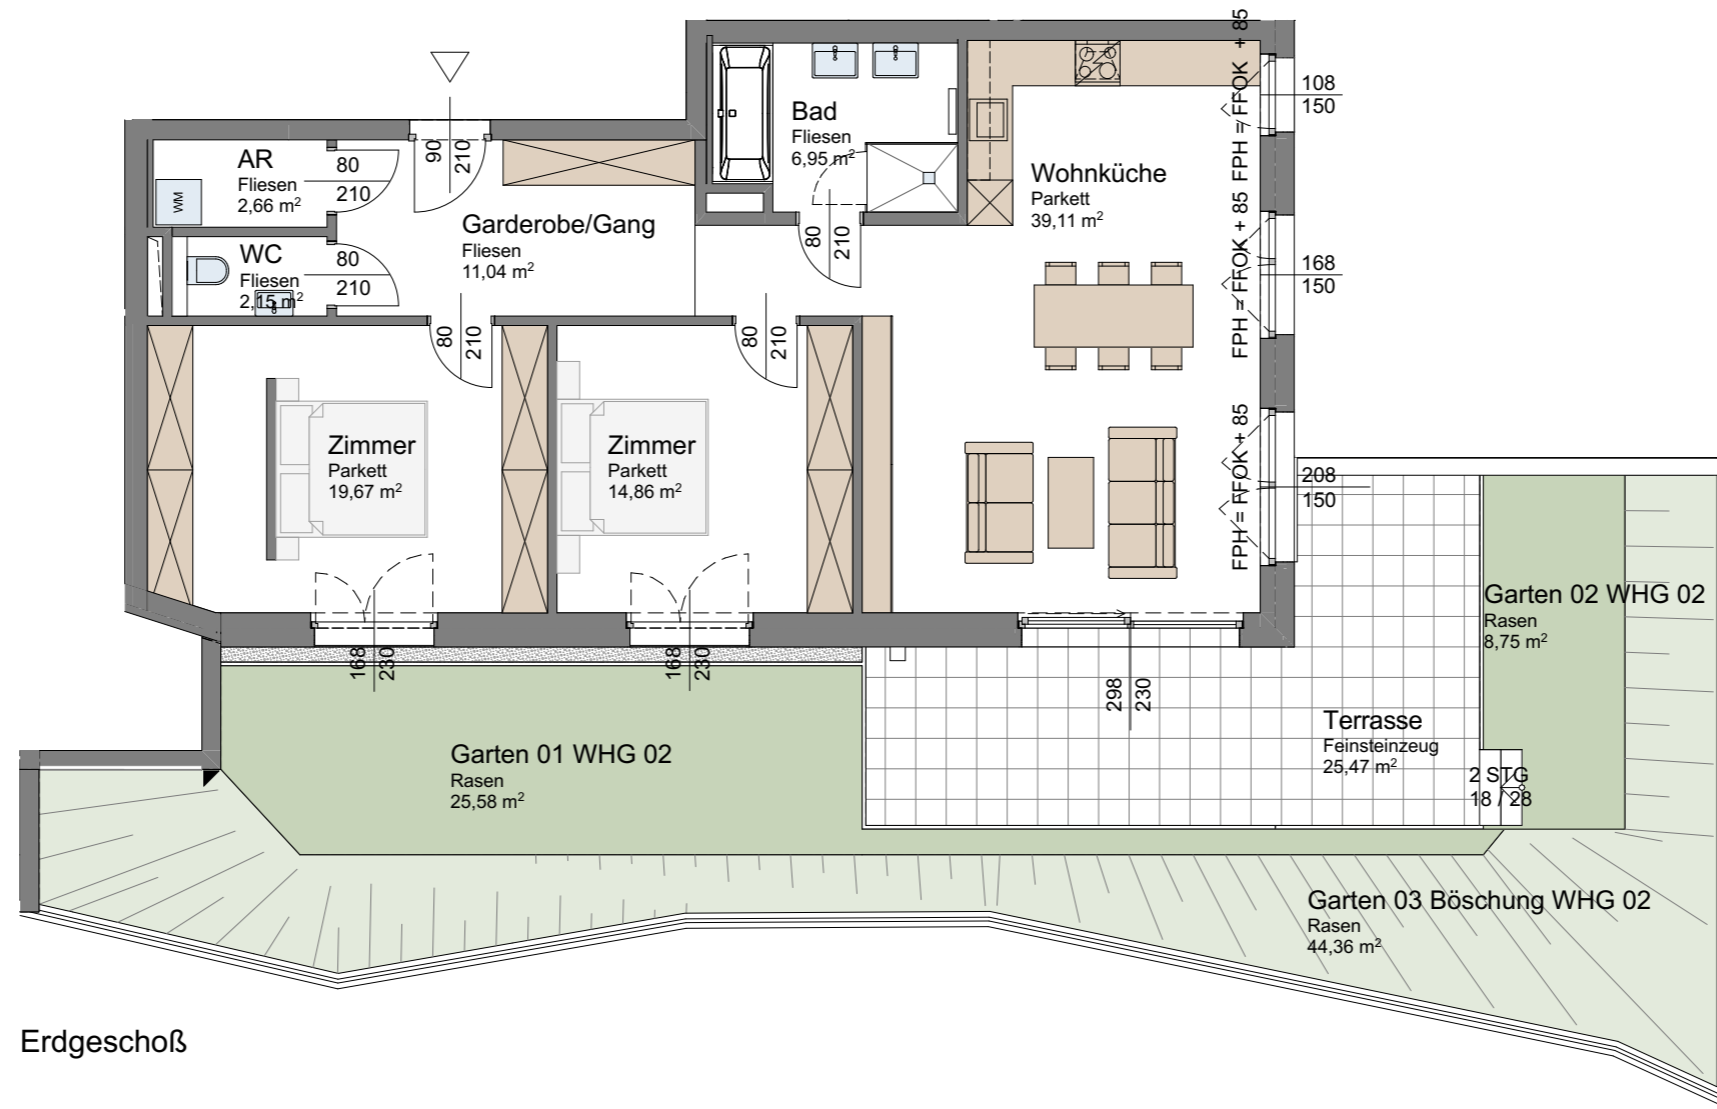 AR
Fliesen
2,66 m²
WM
80
210
90
210
WC
Fliesen
2,15 m²
80
210
Garderobe/Gang
Fliesen
11,04 m²
Bad
Fliesen
6,95 m²
80
210
Wohnküche
Parkett
39,11 m²
FPH = FFOK + 85
108
150
FPH = FFOK + 85
168
150
FPH = FFOK + 85
208
150
80
210
80
210
Zimmer
Parkett
19,67 m²
Zimmer
Parkett
14,86 m²
168
230
168
230
298
230
Garten 02 WHG 02
Rasen
8,75 m²
Terrasse
Feinsteinzeug
25,47 m²
2 STG
18 / 28
Garten 01 WHG 02
Rasen
25,58 m²
Garten 03 Böschung WHG 02
Rasen
44,36 m²
Erdgeschoß